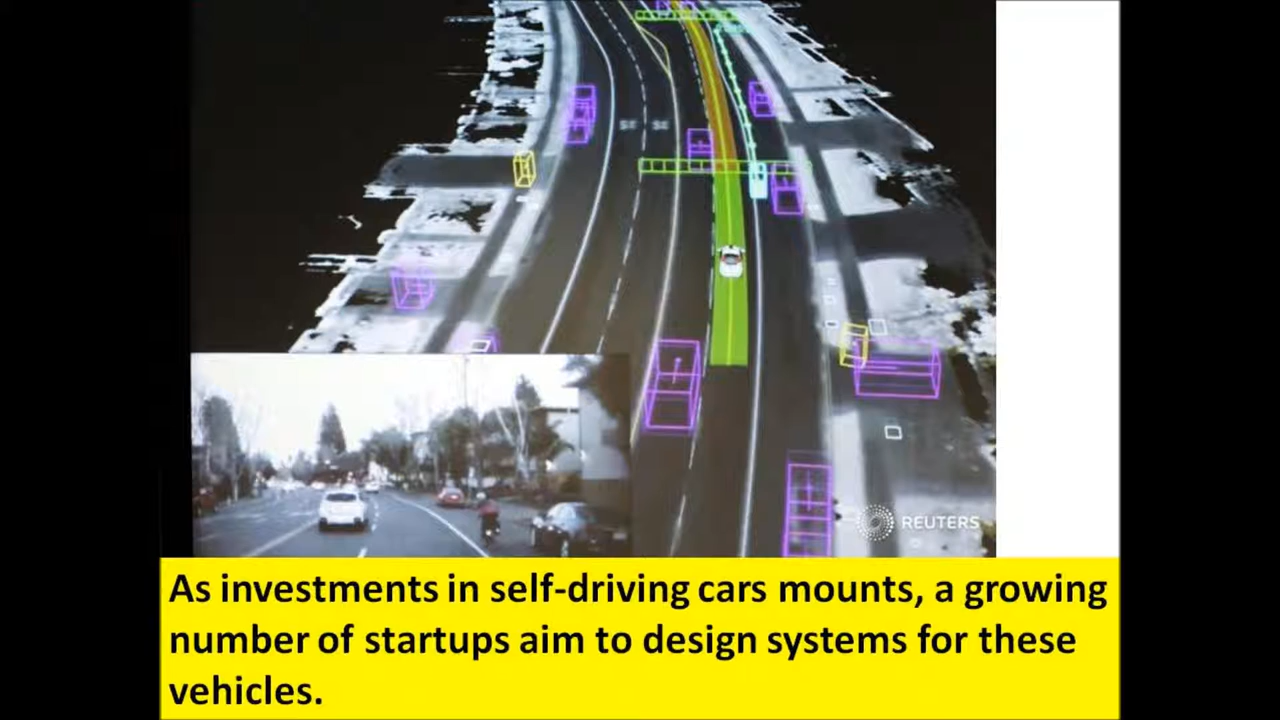 REUTERS
As investments in self-driving cars mounts, a growing
number of startups aim to design systems for these
vehicles.